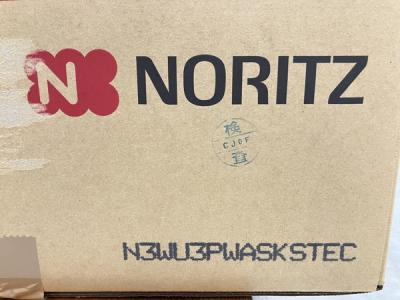 N NORITZ
検
CJOF
査
N3WU3PWASKSTEC